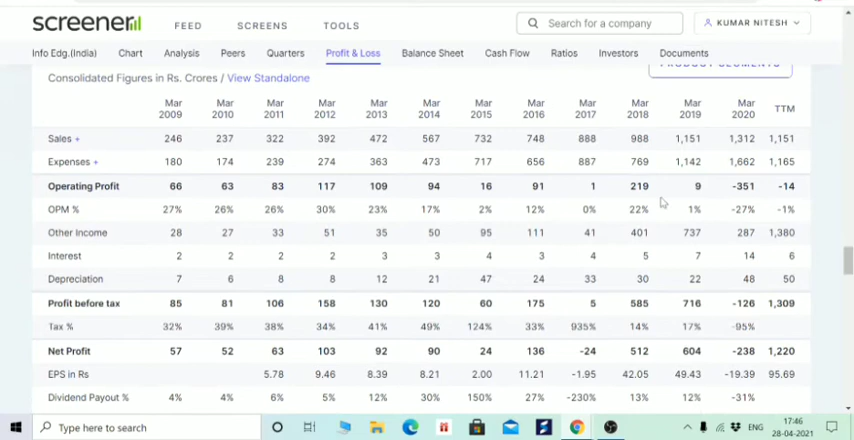 screener
FEED SCREENS TOOLS
Search for a company
KUMAR NITESH
Info Edg.(India) Chart Analysis Peers Quarters Profit & Loss Balance Sheet Cash Flow Ratios Investors Documents
Consolidated Figures in Rs. Crores / View Standalone
PRODUCT SEGMENTS
Mar 2009 Mar 2010 Mar 2011 Mar 2012 Mar 2013 Mar 2014 Mar 2015 Mar 2016 Mar 2017 Mar 2018 Mar 2019 Mar 2020 TTM
Sales + 246 237 322 392 472 567 732 748 888 988 1,151 1,312 1,151
Expenses + 180 174 239 274 363 473 717 656 887 769 1,142 1,662 1,165
Operating Profit 66 63 83 117 109 94 16 91 1 219 9 -351 -14
OPM % 27% 26% 26% 30% 23% 17% 2% 12% 0% 22% 1% -27% -1%
Other Income 28 27 33 51 35 50 95 111 41 401 737 287 1,380
Interest 2 2 2 2 3 3 4 3 4 5 7 14 6
Depreciation 7 6 8 8 12 21 47 24 33 30 22 48 50
Profit before tax 85 81 106 158 130 120 60 175 5 585 716 -126 1,309
Tax % 32% 39% 38% 34% 41% 49% 124% 33% 935% 14% 17% -95%
Net Profit 57 52 63 103 92 90 24 136 -24 512 604 -238 1,220
EPS in Rs 5.78 9.46 8.39 8.21 2.00 11.21 -1.95 42.05 49.43 -19.39 95.69
Dividend Payout % 4% 4% 6% 5% 12% 30% 150% 27% -230% 13% 12% -31%
Type here to search
ENG
17:46
28-04-2021